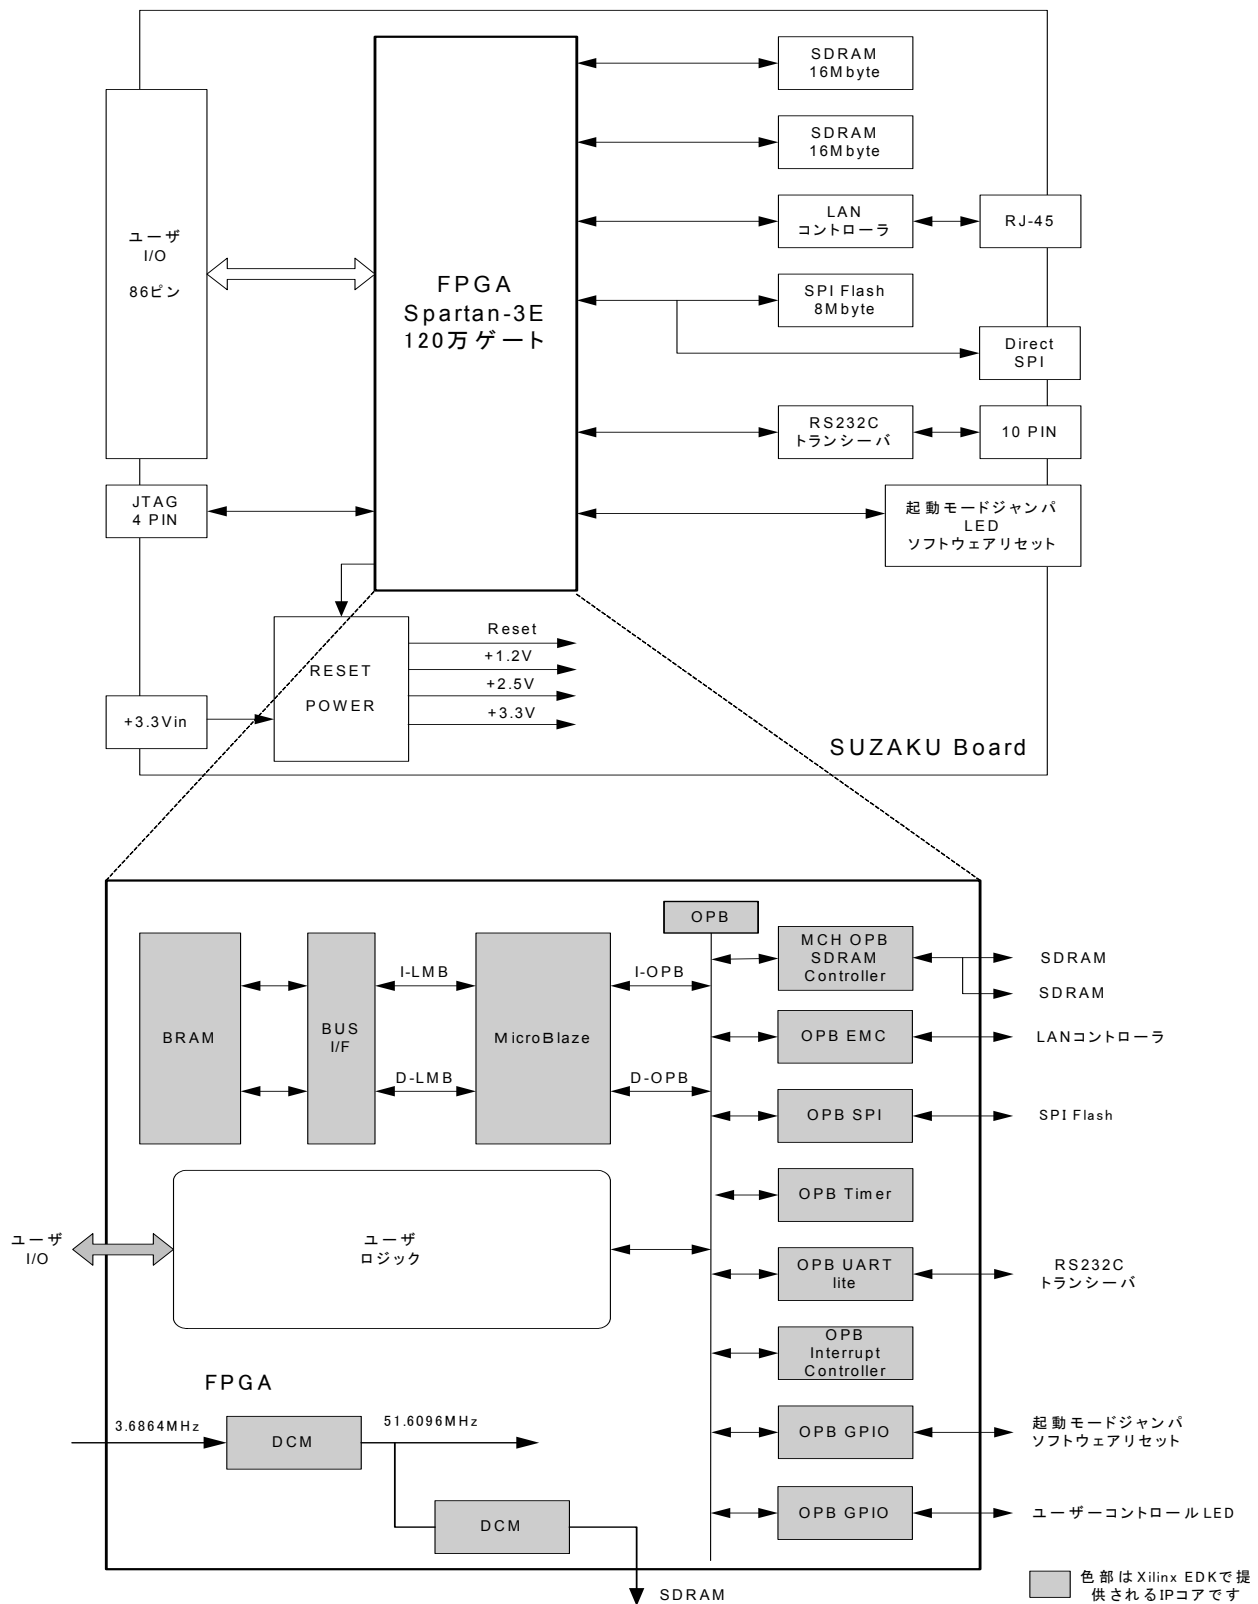 SDRAM
16Mbyte
SDRAM
16Mbyte
LAN
コントローラ
RJ-45
ユーザ
I/O
86ピン
FPGA
Spartan-3E
120万ゲート
SPI Flash
8Mbyte
Direct
SPI
RS232C
トランシーバ
10 PIN
JTAG
4 PIN
起動モードジャンパ
LED
ソフトウェアリセット
RESET
POWER
Reset
+1.2V
+2.5V
+3.3V
+3.3Vin
SUZAKU Board
OPB
BRAM
BUS
I/F
I-LMB
D-LMB
MicroBlaze
I-OPB
D-OPB
MCH OPB
SDRAM
Controller
SDRAM
SDRAM
OPB EMC
LANコントローラ
OPB SPI
SPI Flash
OPB Timer
ユーザ
I/O
ユーザ
ロジック
OPB UART
lite
RS232C
トランシーバ
OPB
Interrupt
Controller
FPGA
3.6864MHz
DCM
51.6096MHz
OPB GPIO
起動モードジャンパ
ソフトウェアリセット
DCM
OPB GPIO
ユーザーコントロールLED
SDRAM
色部はXilinx EDKで提
供されるIPコアです